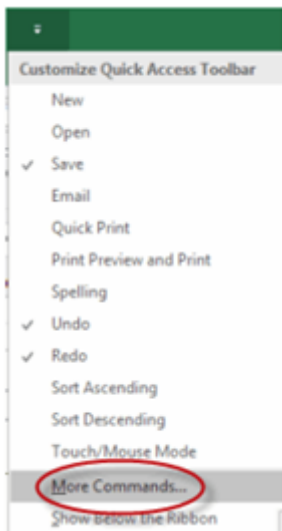 Customize Quick Access Toolbar
New
Open
Save
Email
Quick Print
Print Preview and Print
Spelling
Undo
Redo
Sort Ascending
Sort Descending
Touch/Mouse Mode
More Commands...
Show Below the Ribbon